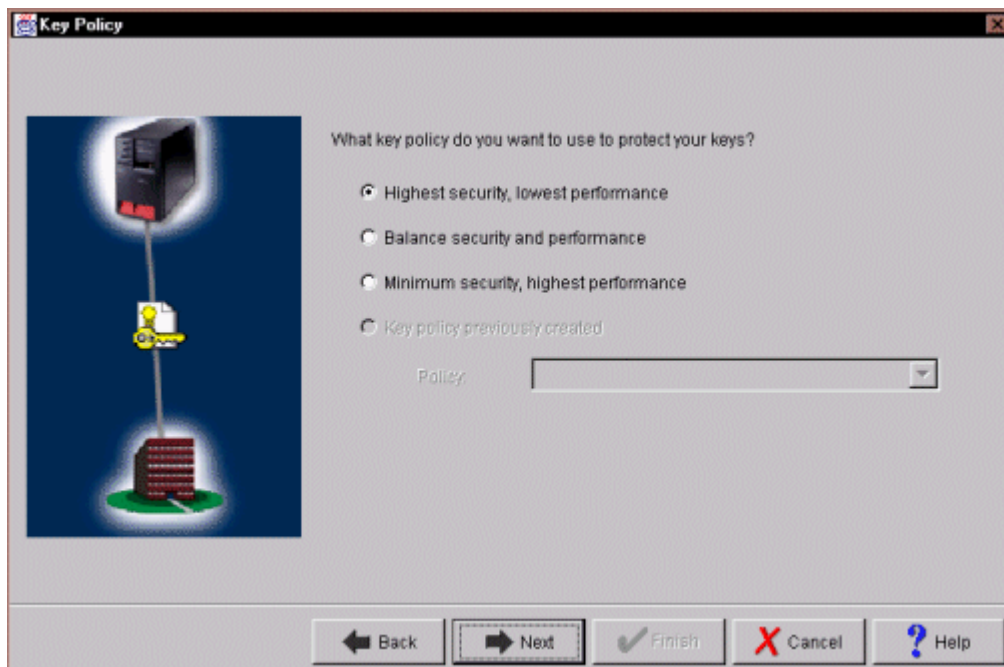 Key Policy
What key policy do you want to use to protect your keys?
Highest security, lowest performance
Balance security and performance
Minimum security, highest performance
Key policy previously created
Policy:
Back
Next
Finish
Cancel
Help